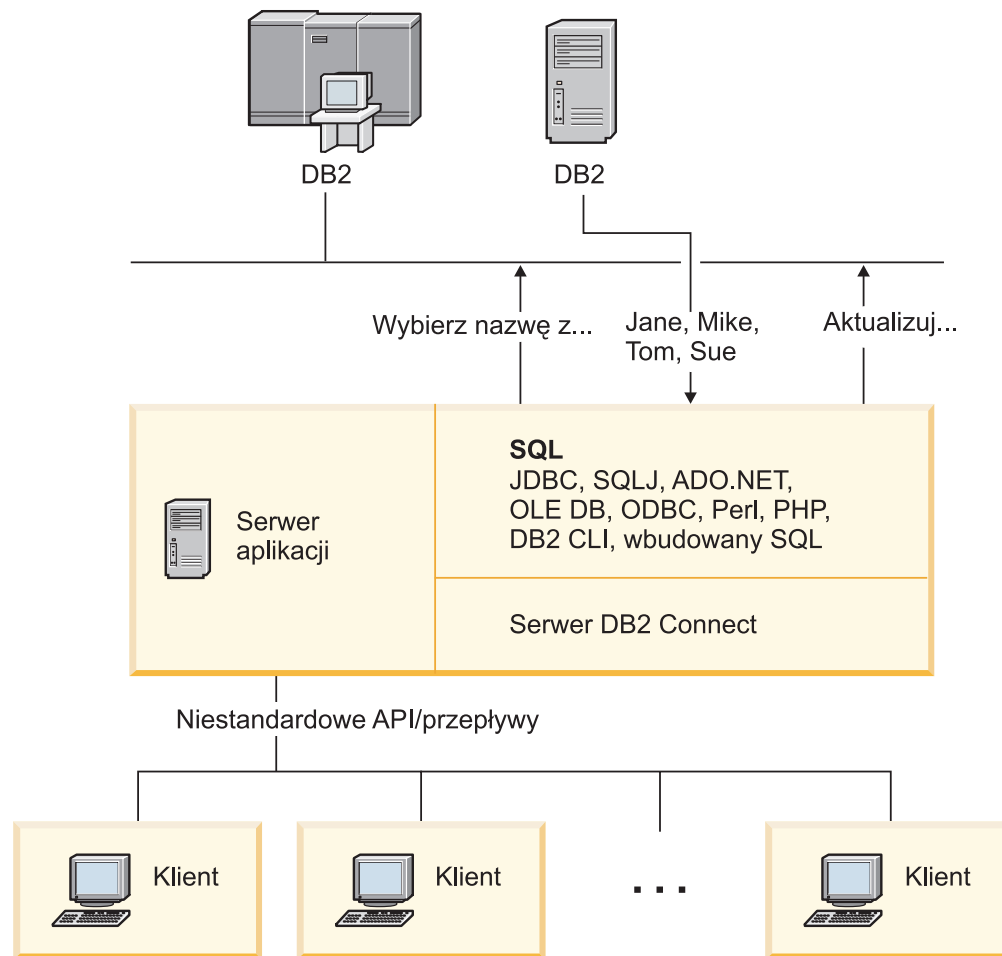 DB2
DB2
Wybierz nazwę z...
Jane, Mike,
Tom, Sue
Aktualizuj...
Serwer
aplikacji
SQL
JDBC, SQLJ, ADO.NET,
OLE DB, ODBC, Perl, PHP,
DB2 CLI, wbudowany SQL
Serwer DB2 Connect
Niestandardowe API/przepływy
Klient
Klient
. . .
Klient